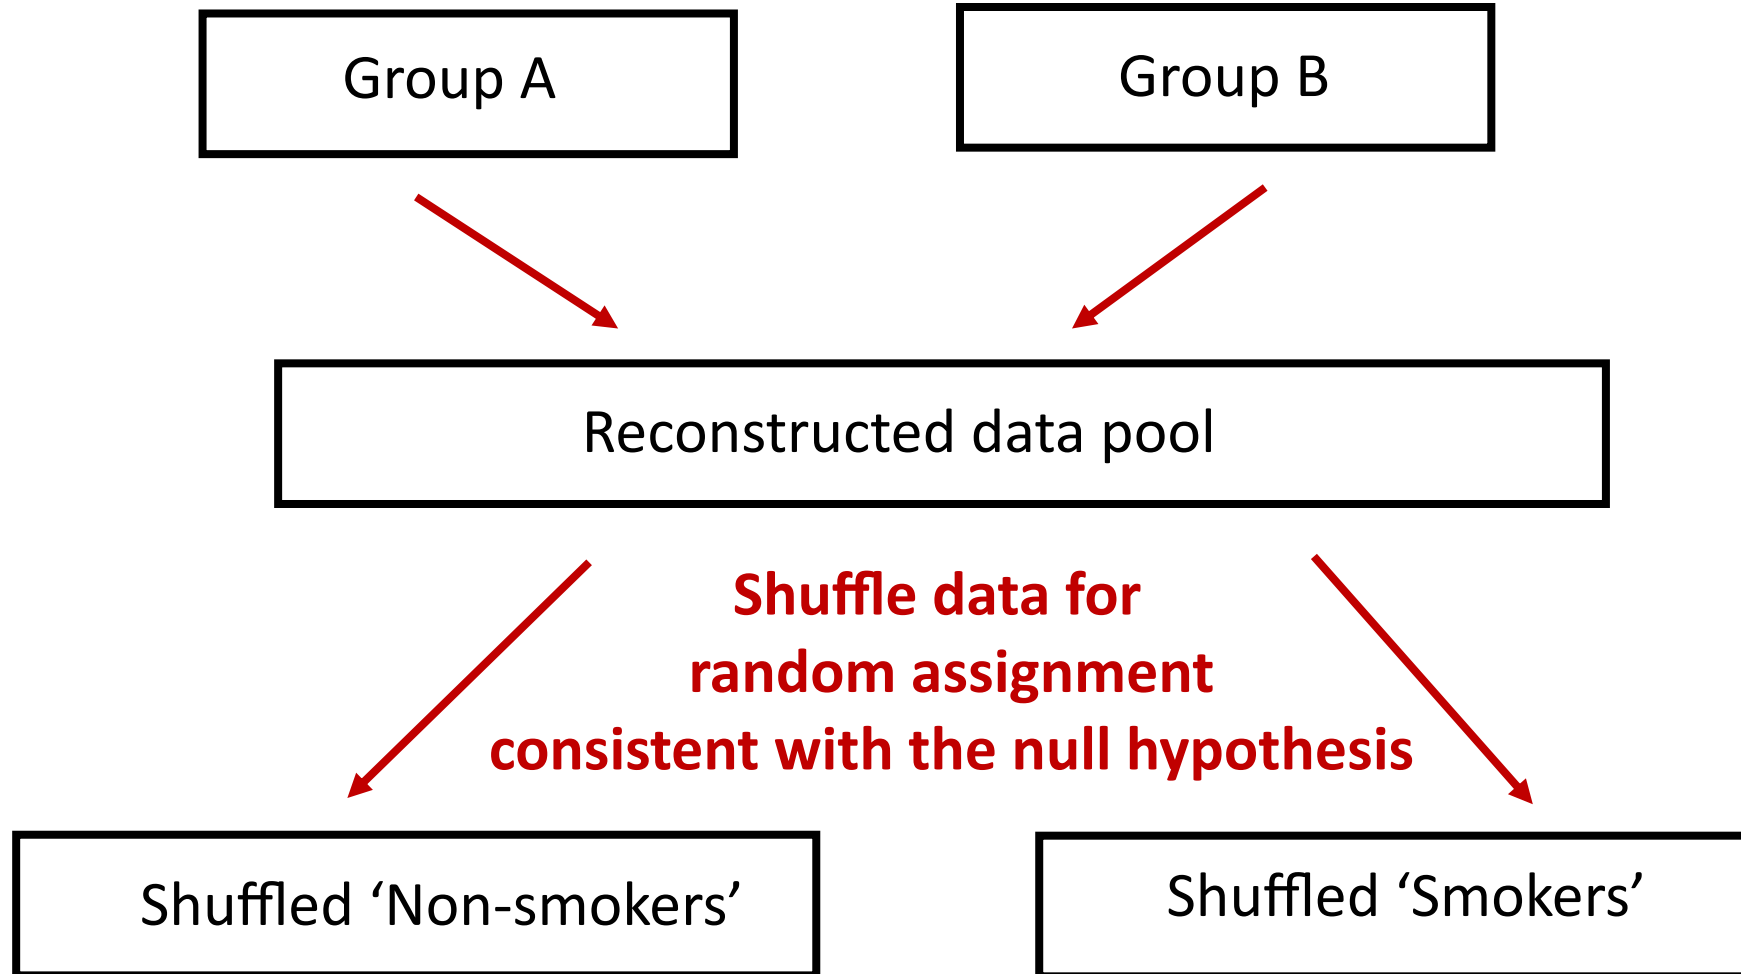 Group A
Group B
Reconstructed data pool
Shuffle data for
random assignment
consistent with the null hypothesis
Shuffled ‘Non-smokers’
Shuffled ‘Smokers’